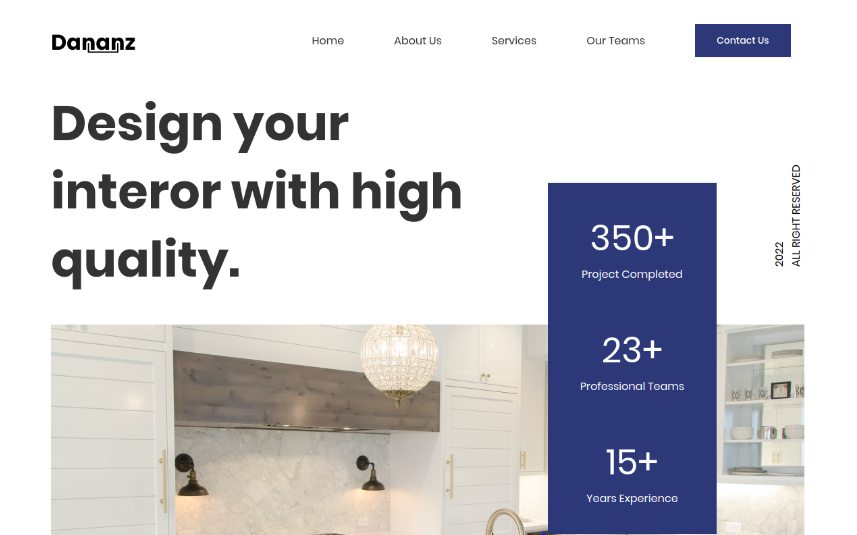 Dananz
Home
About Us
Services
Our Teams
Contact Us
Design your
interor with high
quality.
2022
ALL RIGHT RESERVED
350+
Project Completed
23+
Professional Teams
15+
Years Experience